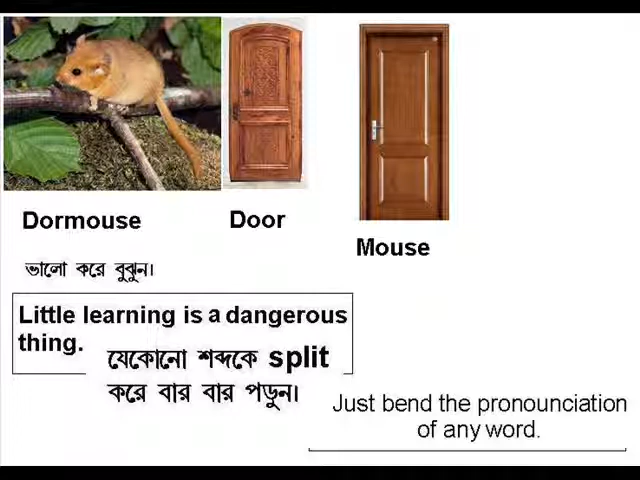 Dormouse
Door
Mouse
ভালো করে বুঝুন।
Little learning is a dangerous
thing.
যেকোনো শব্দকে split
করে বার বার পড়ুন।
Just bend the pronounciation
of any word.